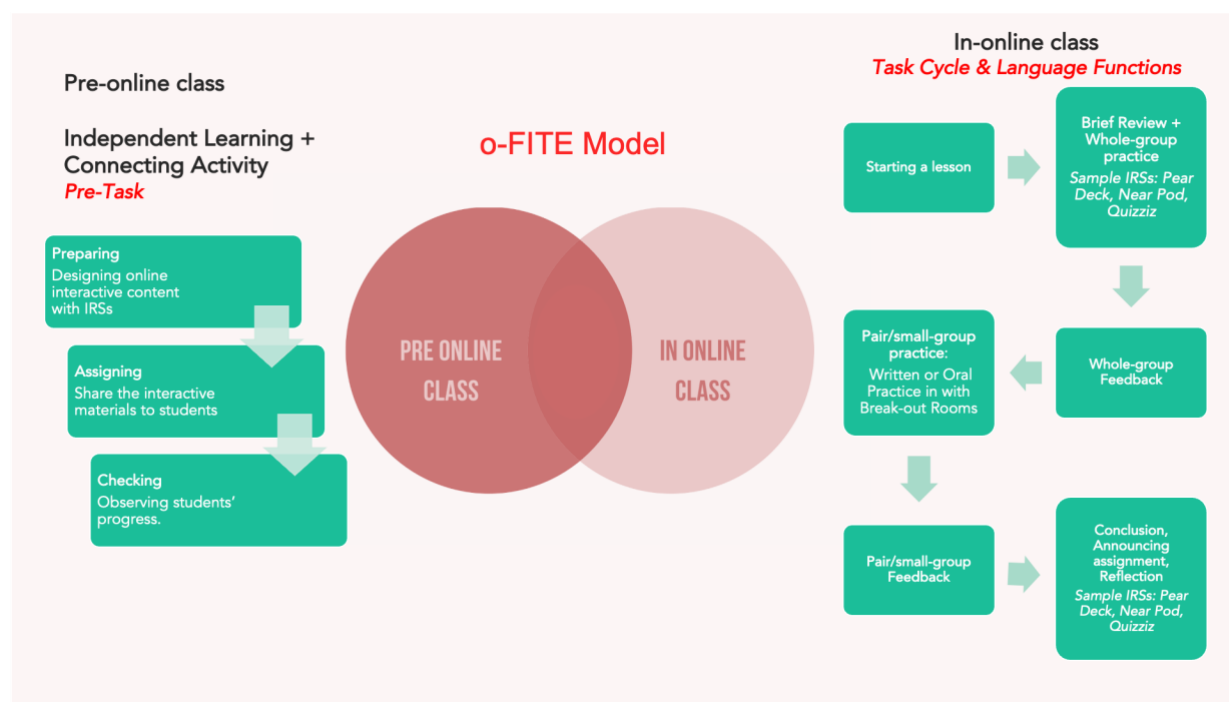 Pre-online class
Independent Learning +
Connecting Activity
Pre-Task
Preparing
Designing online
interactive content
with IRSs
Assigning
Share the interactive
materials to students
Checking
Observing students'
progress.
o-FITE Model
PRE ONLINE
CLASS
IN ONLINE
CLASS
In-online class
Task Cycle & Language Functions
Starting a lesson
Brief Review +
Whole-group
practice
Sample IRSs: Pear
Deck, Near Pod,
Quizziz
Whole-group
Feedback
Pair/small-group
practice:
Written or Oral
Practice in with
Break-out Rooms
Pair/small-group
Feedback
Conclusion,
Announcing
assignment,
Reflection
Sample IRSs: Pear
Deck, Near Pod,
Quizziz